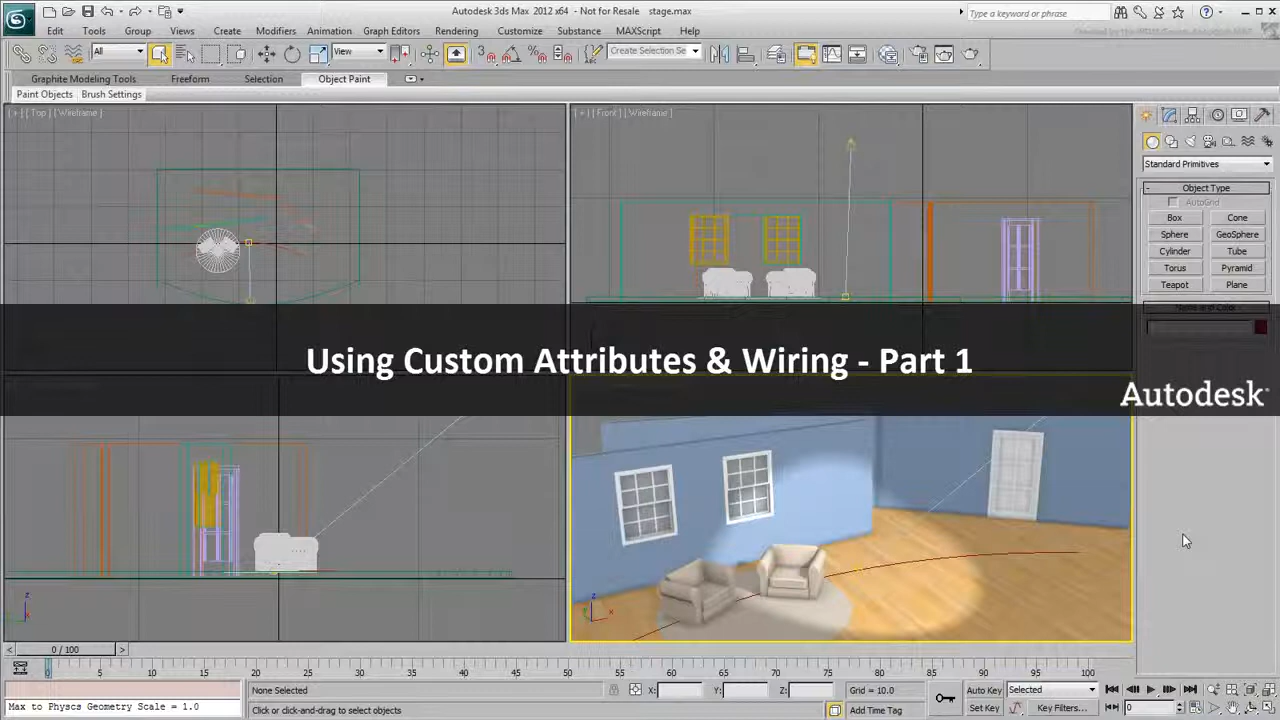 Autodesk 3ds Max 2012 x64 - Not for Resale stage.max
Type a keyword or phrase
Edit Tools Group Views Create Modifiers Animation Graph Editors Rendering Customize Substance MAXScript Help
All View Create Selection Se
Graphite Modeling Tools Freeform Selection Object Paint
Paint Objects Brush Settings
[ + ] [ Top ] [ Wireframe ]
[ + ] [ Front ] [ Wireframe ]
Standard Primitives
- Object Type
AutoGrid
Box Cone
Sphere GeoSphere
Cylinder Tube
Torus Pyramid
Teapot Plane
Name and Color
Using Custom Attributes & Wiring - Part 1
Autodesk
z
x
z
y
x
< 0 / 100 >
0 5 10 15 20 25 30 35 40 45 50 55 60 65 70 75 80 85 90 95 100
None Selected X: Y: Z: Grid = 10.0 Auto Key Selected
Max to Physcs Geometry Scale = 1.0 Click or click-and-drag to select objects Add Time Tag Set Key Key Filters... 0